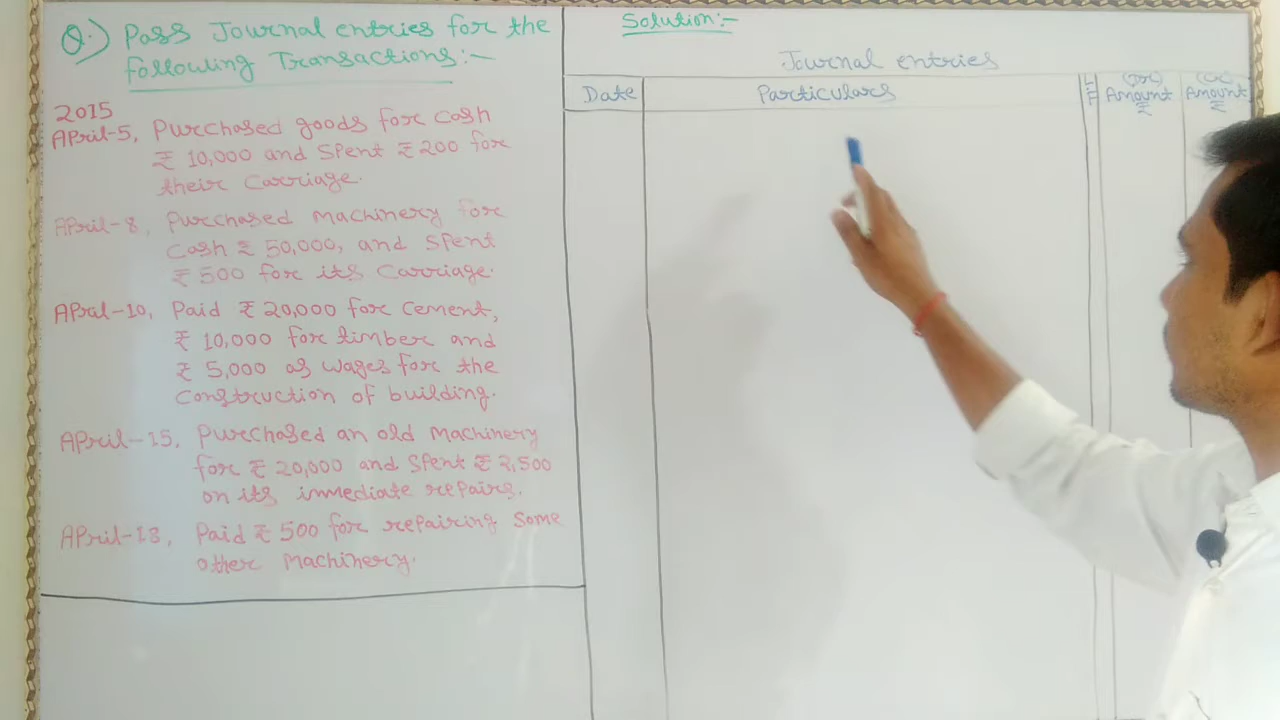 Q.) Pass Journal entries for the
following Transactions:-
2015
April-5, Purchased goods for cash
₹ 10,000 and Spent ₹ 200 for
their Carriage.
April-8, Purchased Machinery for
Cash ₹ 50,000, and Spent
₹ 500 for its Carriage.
April-10, Paid ₹ 20,000 for Cement,
₹ 10,000 for timber and
₹ 5,000 as wages for the
Construction of building.
April-15, Purchased an old Machinery
for ₹ 20,000 and Spent ₹ 2,500
on its immediate repairs.
April-18, Paid ₹ 500 for repairing Some
other Machinery.
Solution:-
Journal entries
Date Particulars L.F. (Dr.) Amount ₹ (Cr.) Amount ₹